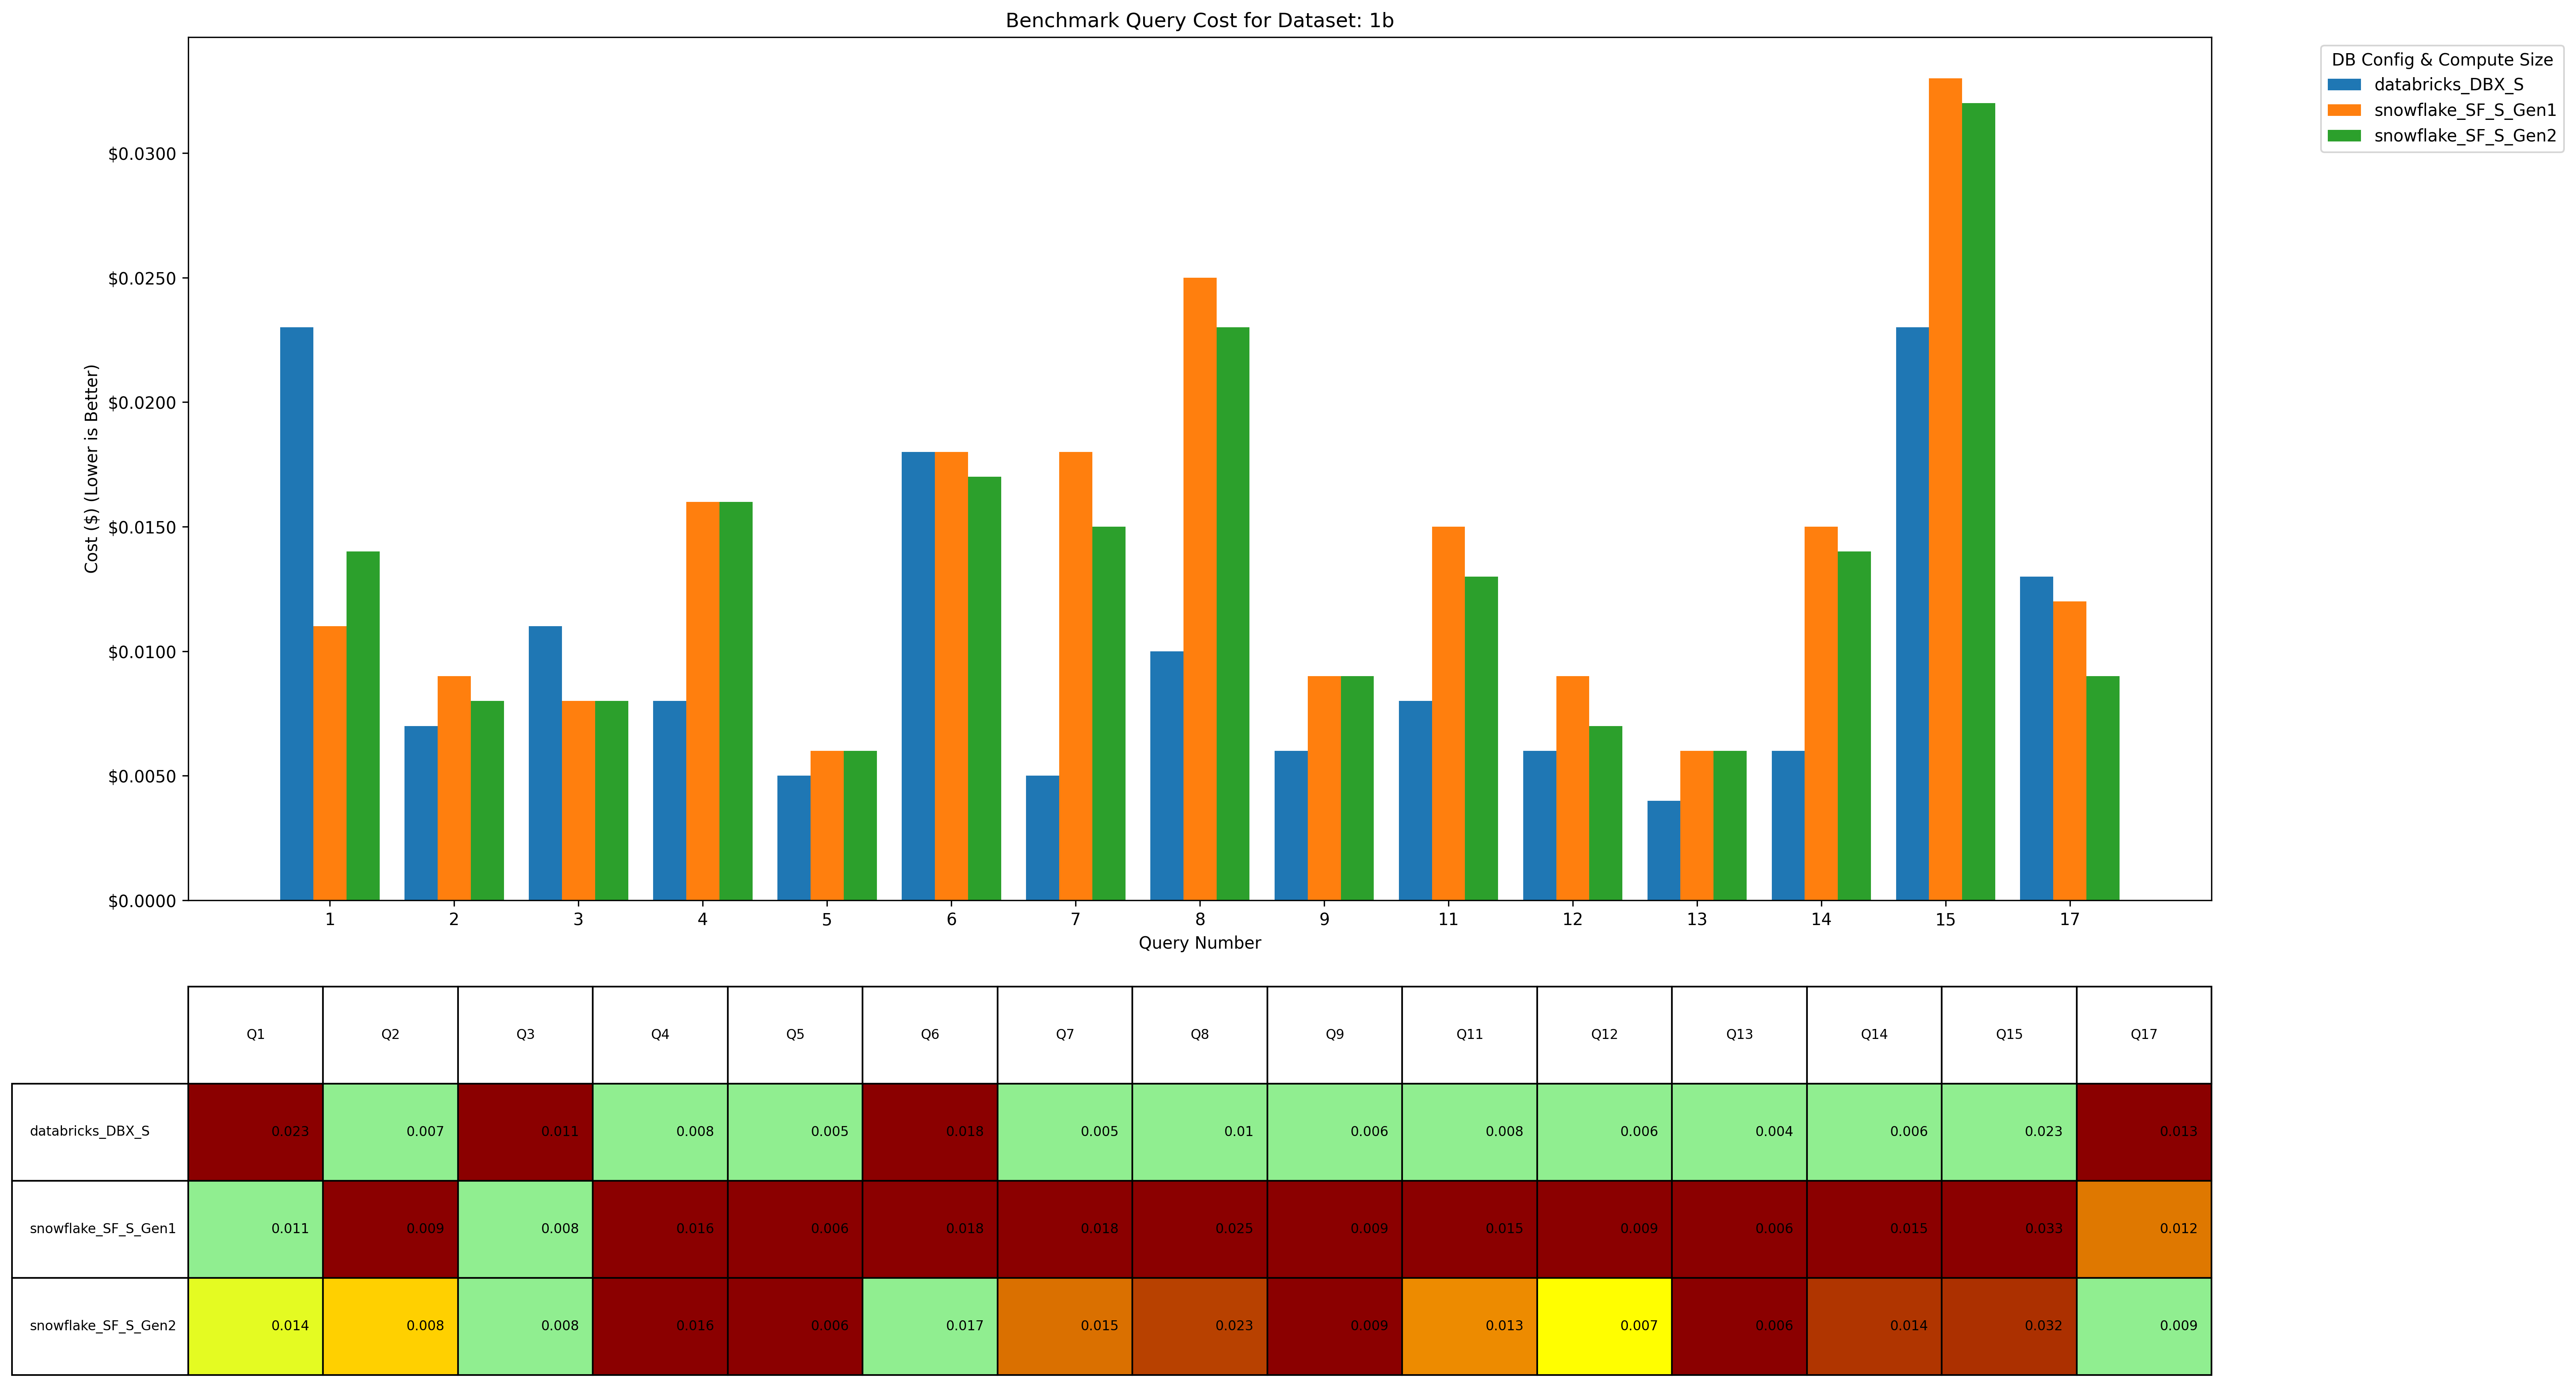 Benchmark Query Cost for Dataset: 1b
DB Config & Compute Size
databricks_DBX_S
snowflake_SF_S_Gen1
snowflake_SF_S_Gen2
Cost ($) (Lower is Better)
$0.0300
$0.0250
$0.0200
$0.0150
$0.0100
$0.0050
$0.0000
1 2 3 4 5 6 7 8 9 11 12 13 14 15 17
Query Number
Q1 Q2 Q3 Q4 Q5 Q6 Q7 Q8 Q9 Q11 Q12 Q13 Q14 Q15 Q17
databricks_DBX_S 0.023 0.007 0.011 0.008 0.005 0.018 0.005 0.01 0.006 0.008 0.006 0.004 0.006 0.023 0.013
snowflake_SF_S_Gen1 0.011 0.009 0.008 0.016 0.006 0.018 0.018 0.025 0.009 0.015 0.009 0.006 0.015 0.033 0.012
snowflake_SF_S_Gen2 0.014 0.008 0.008 0.016 0.006 0.017 0.015 0.023 0.009 0.013 0.007 0.006 0.014 0.032 0.009